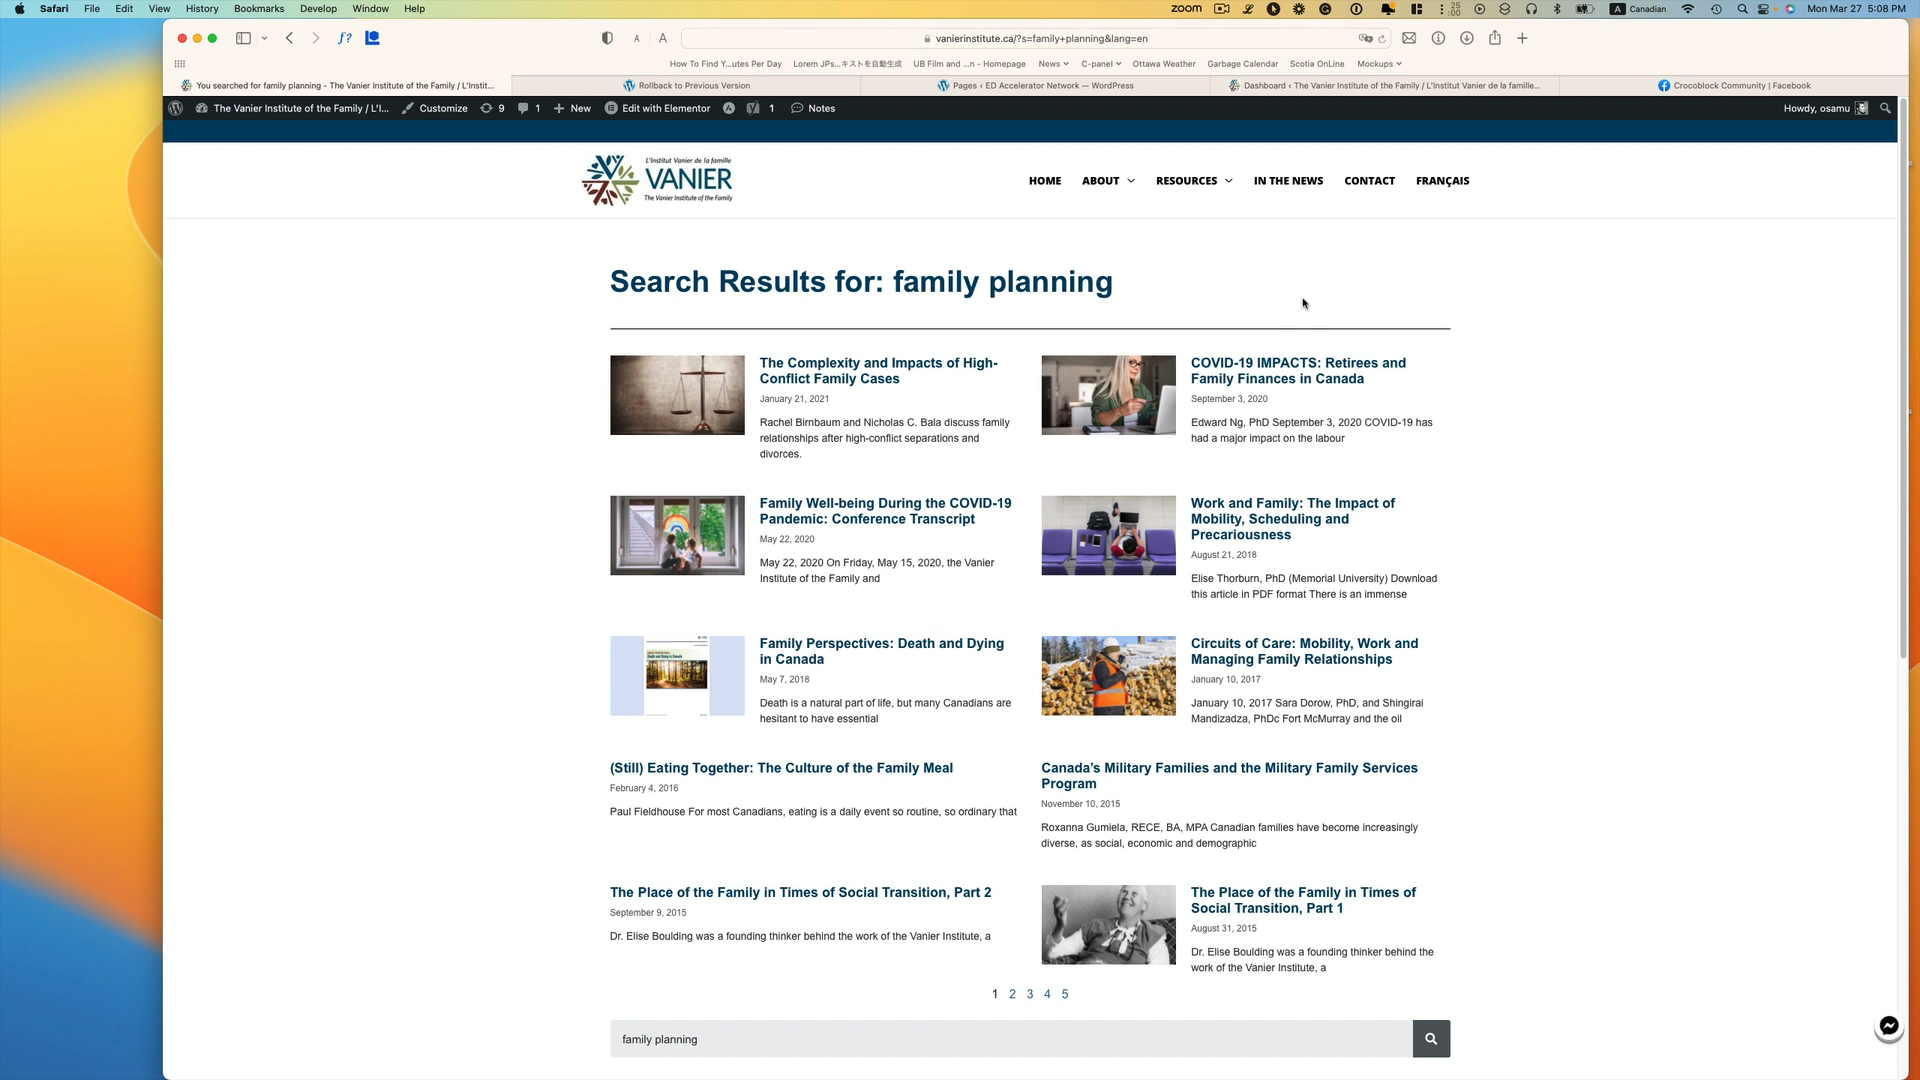 Safari File Edit View History Bookmarks Develop Window Help
zoom 25:00 A Canadian Mon Mar 27 5:08 PM
f? A A vanierinstitute.ca/?s=family+planning&lang=en
How To Find Y...utes Per Day Lorem JPs...キストを自動生成 UB Film and ...n - Homepage News C-panel Ottawa Weather Garbage Calendar Scotia OnLine Mockups
You searched for family planning - The Vanier Institute of the Family / L'Instit... Rollback to Previous Version Pages ‹ ED Accelerator Network — WordPress Dashboard ‹ The Vanier Institute of the Family / L'Institut Vanier de la famille... Crocoblock Community | Facebook
The Vanier Institute of the Family / L'I... Customize 9 1 New Edit with Elementor 1 Notes Howdy, osamu
L'Institut Vanier de la famille
VANIER
The Vanier Institute of the Family
HOME ABOUT RESOURCES IN THE NEWS CONTACT FRANÇAIS
Search Results for: family planning
The Complexity and Impacts of High-
Conflict Family Cases
January 21, 2021
Rachel Birnbaum and Nicholas C. Bala discuss family
relationships after high-conflict separations and
divorces.
COVID-19 IMPACTS: Retirees and
Family Finances in Canada
September 3, 2020
Edward Ng, PhD September 3, 2020 COVID-19 has
had a major impact on the labour
Family Well-being During the COVID-19
Pandemic: Conference Transcript
May 22, 2020
May 22, 2020 On Friday, May 15, 2020, the Vanier
Institute of the Family and
Work and Family: The Impact of
Mobility, Scheduling and
Precariousness
August 21, 2018
Elise Thorburn, PhD (Memorial University) Download
this article in PDF format There is an immense
Family Perspectives: Death and Dying
in Canada
May 7, 2018
Death is a natural part of life, but many Canadians are
hesitant to have essential
Circuits of Care: Mobility, Work and
Managing Family Relationships
January 10, 2017
January 10, 2017 Sara Dorow, PhD, and Shingirai
Mandizadza, PhDc Fort McMurray and the oil
(Still) Eating Together: The Culture of the Family Meal
February 4, 2016
Paul Fieldhouse For most Canadians, eating is a daily event so routine, so ordinary that
Canada's Military Families and the Military Family Services
Program
November 10, 2015
Roxanna Gumiela, RECE, BA, MPA Canadian families have become increasingly
diverse, as social, economic and demographic
The Place of the Family in Times of Social Transition, Part 2
September 9, 2015
Dr. Elise Boulding was a founding thinker behind the work of the Vanier Institute, a
The Place of the Family in Times of
Social Transition, Part 1
August 31, 2015
Dr. Elise Boulding was a founding thinker behind the
work of the Vanier Institute, a
1 2 3 4 5
family planning